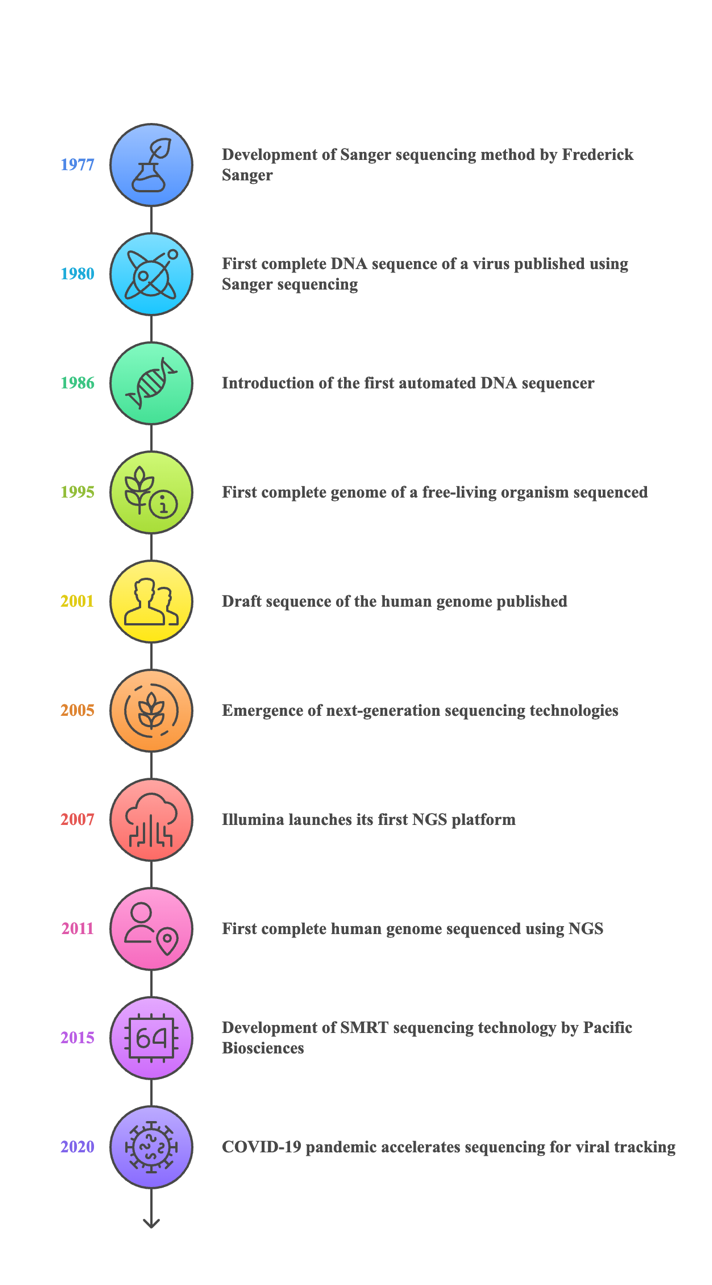 1977
Development of Sanger sequencing method by Frederick
Sanger
1980
First complete DNA sequence of a virus published using
Sanger sequencing
1986
Introduction of the first automated DNA sequencer
1995
First complete genome of a free-living organism sequenced
2001
Draft sequence of the human genome published
2005
Emergence of next-generation sequencing technologies
2007
Illumina launches its first NGS platform
2011
First complete human genome sequenced using NGS
2015
64
Development of SMRT sequencing technology by Pacific
Biosciences
2020
COVID-19 pandemic accelerates sequencing for viral tracking